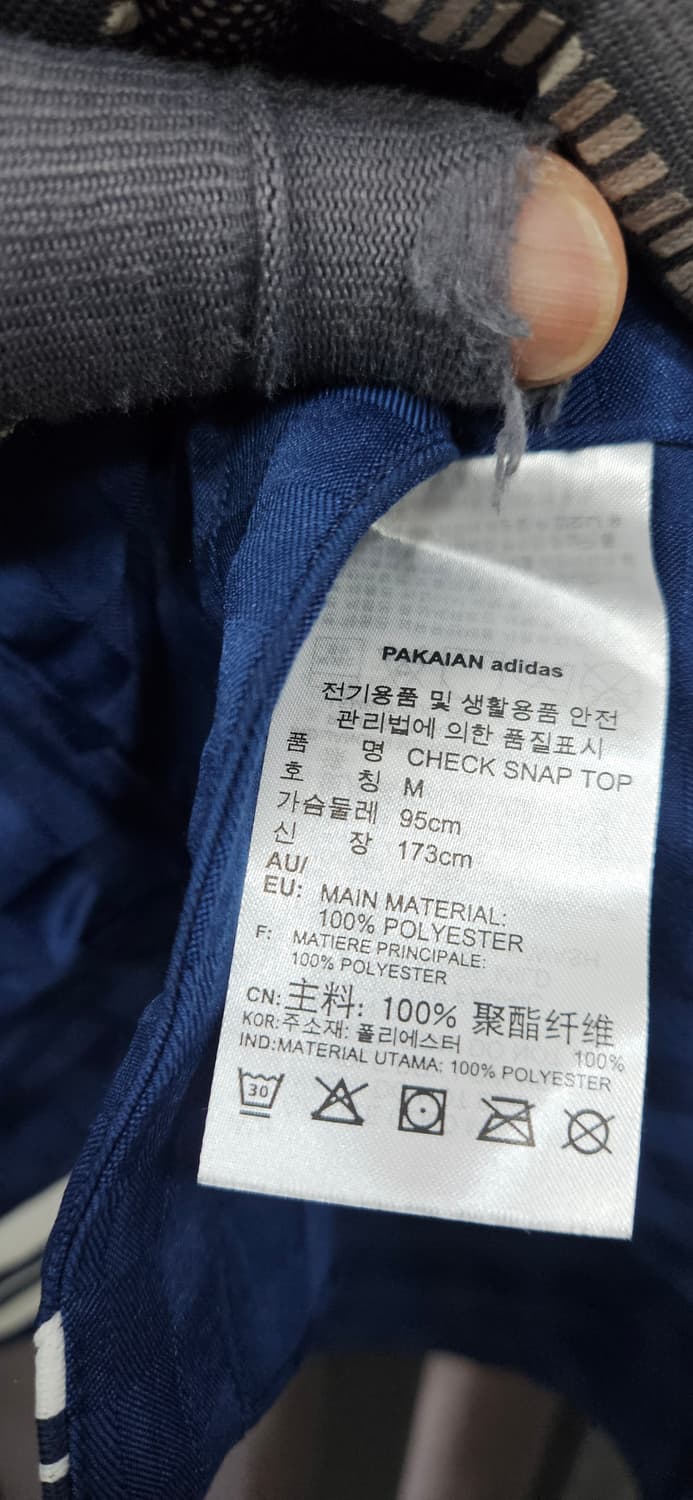 PAKAIAN adidas
전기용품 및 생활용품 안전
관리법에 의한 품질표시
품 명 CHECK SNAP TOP
호 칭 M
가슴둘레 95cm
신 장 173cm
AU/
EU: MAIN MATERIAL:
100% POLYESTER
F: MATIERE PRINCIPALE:
100% POLYESTER
CN: 主料: 100% 聚酯纤维
KOR:주소재: 폴리에스터 100%
IND:MATERIAL UTAMA: 100% POLYESTER
30